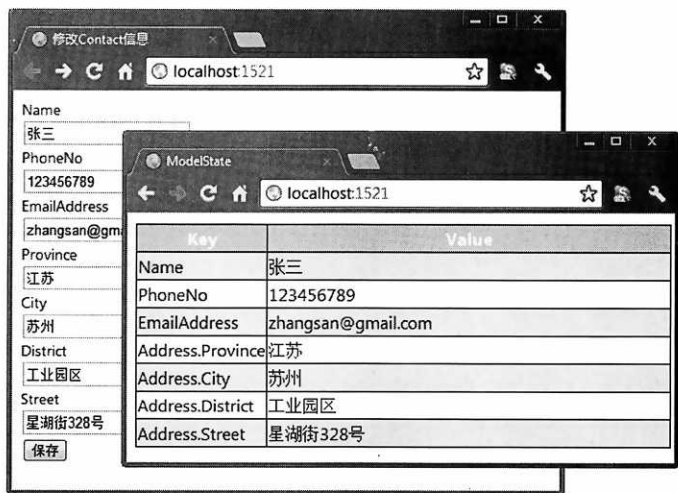 修改Contact信息
localhost:1521
Name
张三
PhoneNo
123456789
EmailAddress
zhangsan@gma
Province
江苏
City
苏州
District
工业园区
Street
星湖街328号
保存
ModelState
localhost:1521
Key Value
Name 张三
PhoneNo 123456789
EmailAddress zhangsan@gmail.com
Address.Province 江苏
Address.City 苏州
Address.District 工业园区
Address.Street 星湖街328号